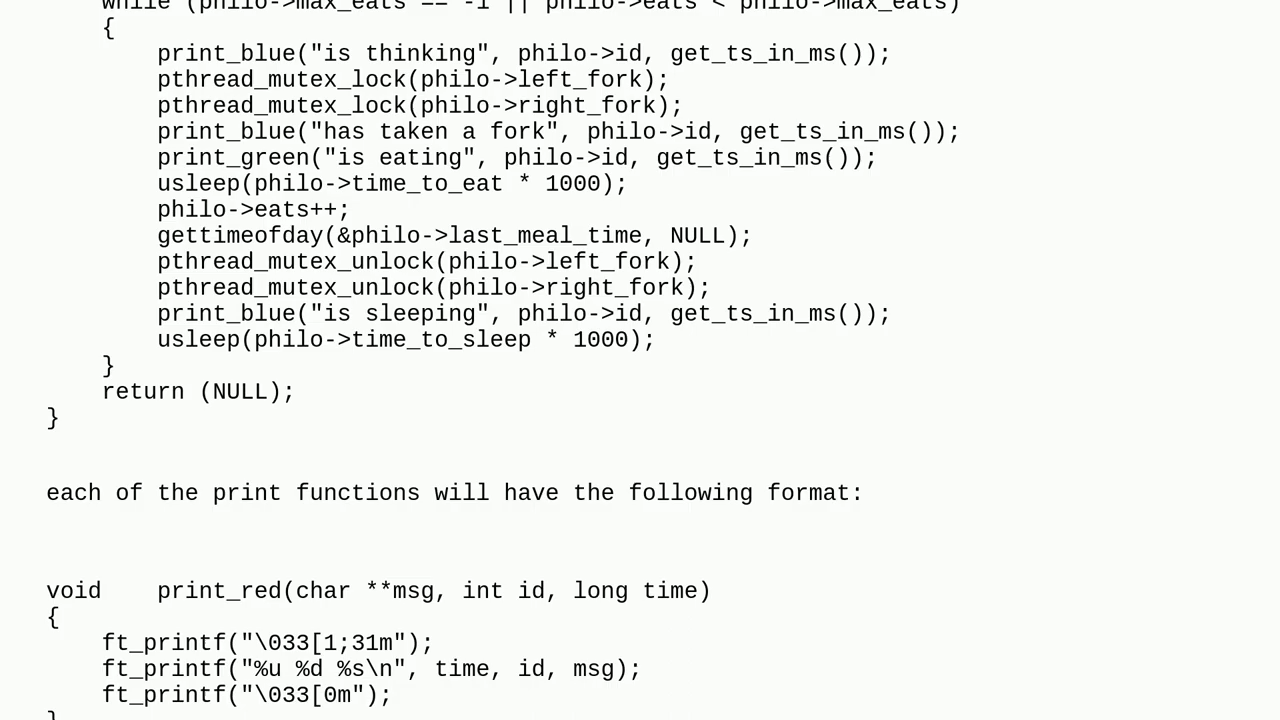 while (philo->max_eats == -1 || philo->eats < philo->max_eats)
{
print_blue("is thinking", philo->id, get_ts_in_ms());
pthread_mutex_lock(philo->left_fork);
pthread_mutex_lock(philo->right_fork);
print_blue("has taken a fork", philo->id, get_ts_in_ms());
print_green("is eating", philo->id, get_ts_in_ms());
usleep(philo->time_to_eat * 1000);
philo->eats++;
gettimeofday(&philo->last_meal_time, NULL);
pthread_mutex_unlock(philo->left_fork);
pthread_mutex_unlock(philo->right_fork);
print_blue("is sleeping", philo->id, get_ts_in_ms());
usleep(philo->time_to_sleep * 1000);
}
return (NULL);
}
each of the print functions will have the following format:
void    print_red(char **msg, int id, long time)
{
ft_printf("\033[1;31m");
ft_printf("%u %d %s\n", time, id, msg);
ft_printf("\033[0m");
}